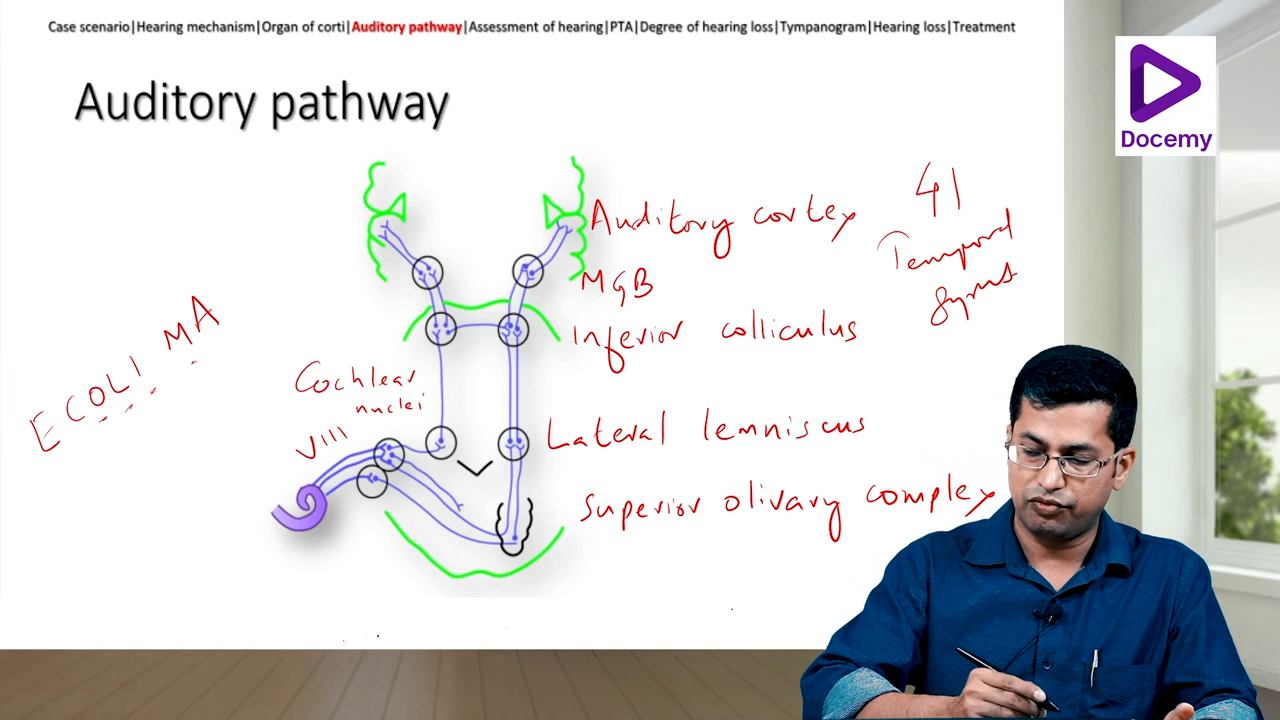 Case scenario|Hearing mechanism|Organ of corti|Auditory pathway|Assessment of hearing|PTA|Degree of hearing loss|Tympanogram|Hearing loss|Treatment
Docemy
Auditory pathway
Auditory cortex
41
Temporal
gyrus
MGB
Inferior colliculus
E COLI MA
Cochlear
nuclei
VIII
Lateral lemniscus
Superior olivary complex